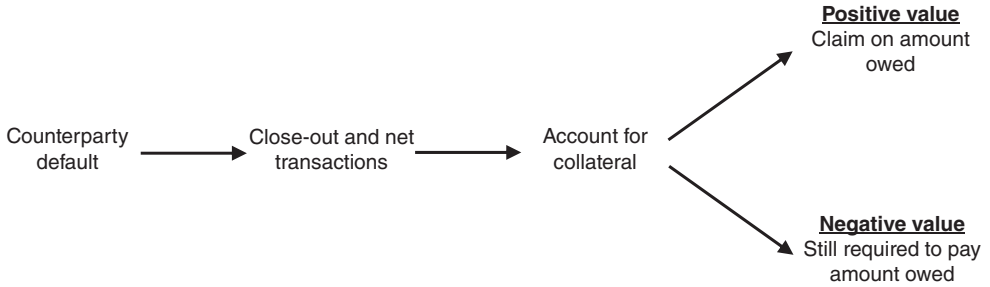 Positive value
Claim on amount
owed
Counterparty
default
Close-out and net
transactions
Account for
collateral
Negative value
Still required to pay
amount owed